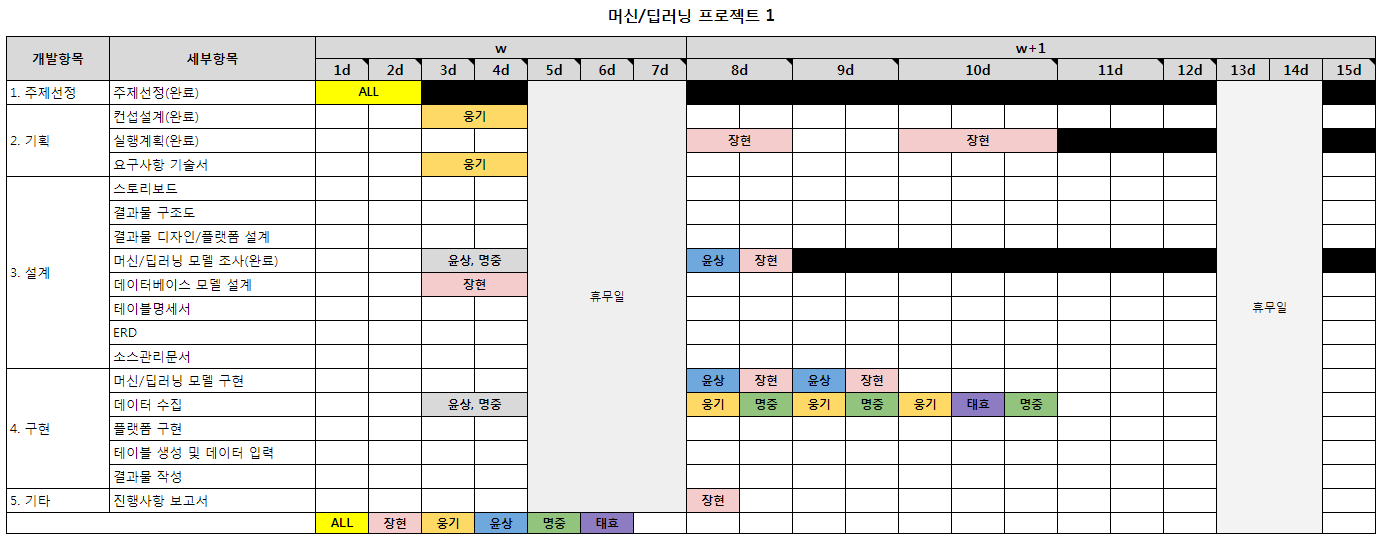 머신/딥러닝 프로젝트 1
개발항목 세부항목 w w+1
1d 2d 3d 4d 5d 6d 7d 8d 9d 10d 11d 12d 13d 14d 15d
1. 주제선정 주제선정(완료) ALL
2. 기획 컨섭설계(완료) 웅기
실행계획(완료) 장현 장현
요구사항 기술서 웅기
3. 설계 스토리보드
결과물 구조도
결과물 디자인/플랫폼 설계
머신/딥러닝 모델 조사(완료) 윤상, 명중 윤상 장현
데이터베이스 모델 설계 장현
휴무일 휴무일
테이블명세서
ERD
소스관리문서
4. 구현 머신/딥러닝 모델 구현 윤상 장현 윤상 장현
데이터 수집 윤상, 명중 웅기 명중 웅기 명중 웅기 태효 명중
플랫폼 구현
테이블 생성 및 데이터 입력
결과물 작성
5. 기타 진행사항 보고서 장현
ALL 장현 웅기 윤상 명중 태효